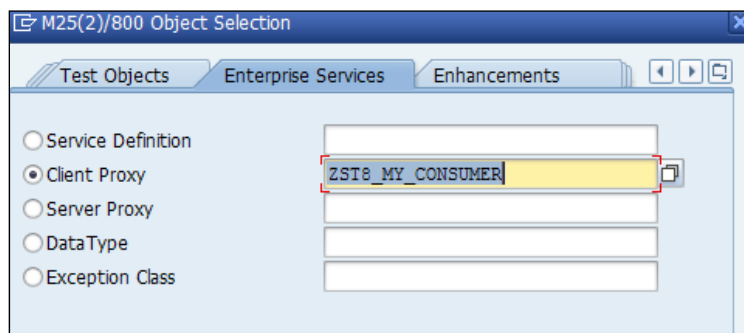 M25(2)/800 Object Selection
Test Objects Enterprise Services Enhancements
Service Definition
Client Proxy ZST8_MY_CONSUMER
Server Proxy
DataType
Exception Class